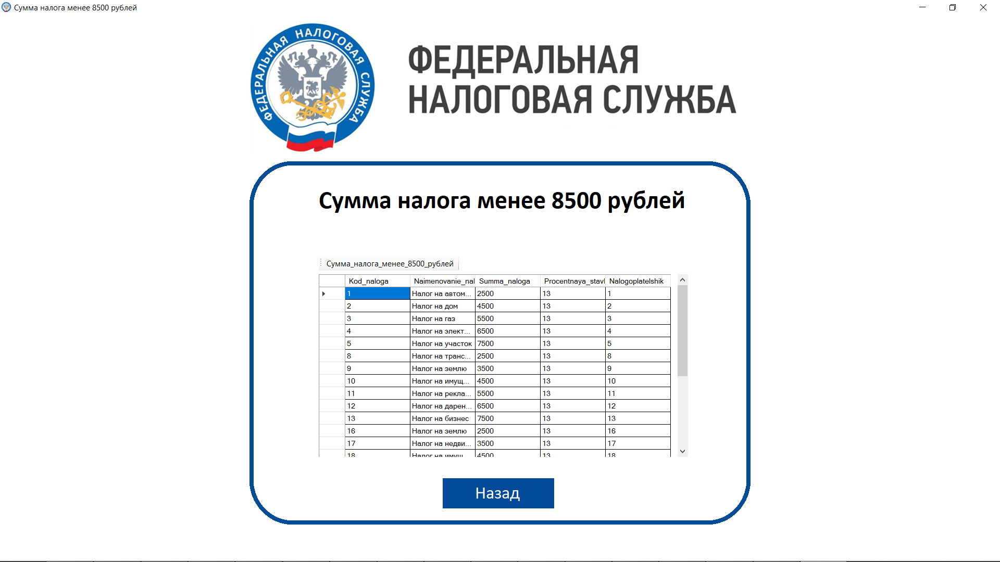 Сумма налога менее 8500 рублей
ФЕДЕРАЛЬНАЯ НАЛОГОВАЯ СЛУЖБА
ФЕДЕРАЛЬНАЯ
НАЛОГОВАЯ СЛУЖБА
Сумма налога менее 8500 рублей
Сумма_налога_менее_8500_рублей
Kod_naloga Naimenovanie_nal Summa_naloga Procentnaya_stavl Nalogoplatelshik
1 Налог на автом... 2500 13 1
2 Налог на дом 4500 13 2
3 Налог на газ 5500 13 3
4 Налог на элект... 6500 13 4
5 Налог на участок 7500 13 5
8 Налог на транс... 2500 13 8
9 Налог на землю 3500 13 9
10 Налог на имущ... 4500 13 10
11 Налог на рекла... 5500 13 11
12 Налог на дарен... 6500 13 12
13 Налог на бизнес 7500 13 13
16 Налог на землю 2500 13 16
17 Налог на недви... 3500 13 17
18 Налог на имущ... 4500 13 18
Назад